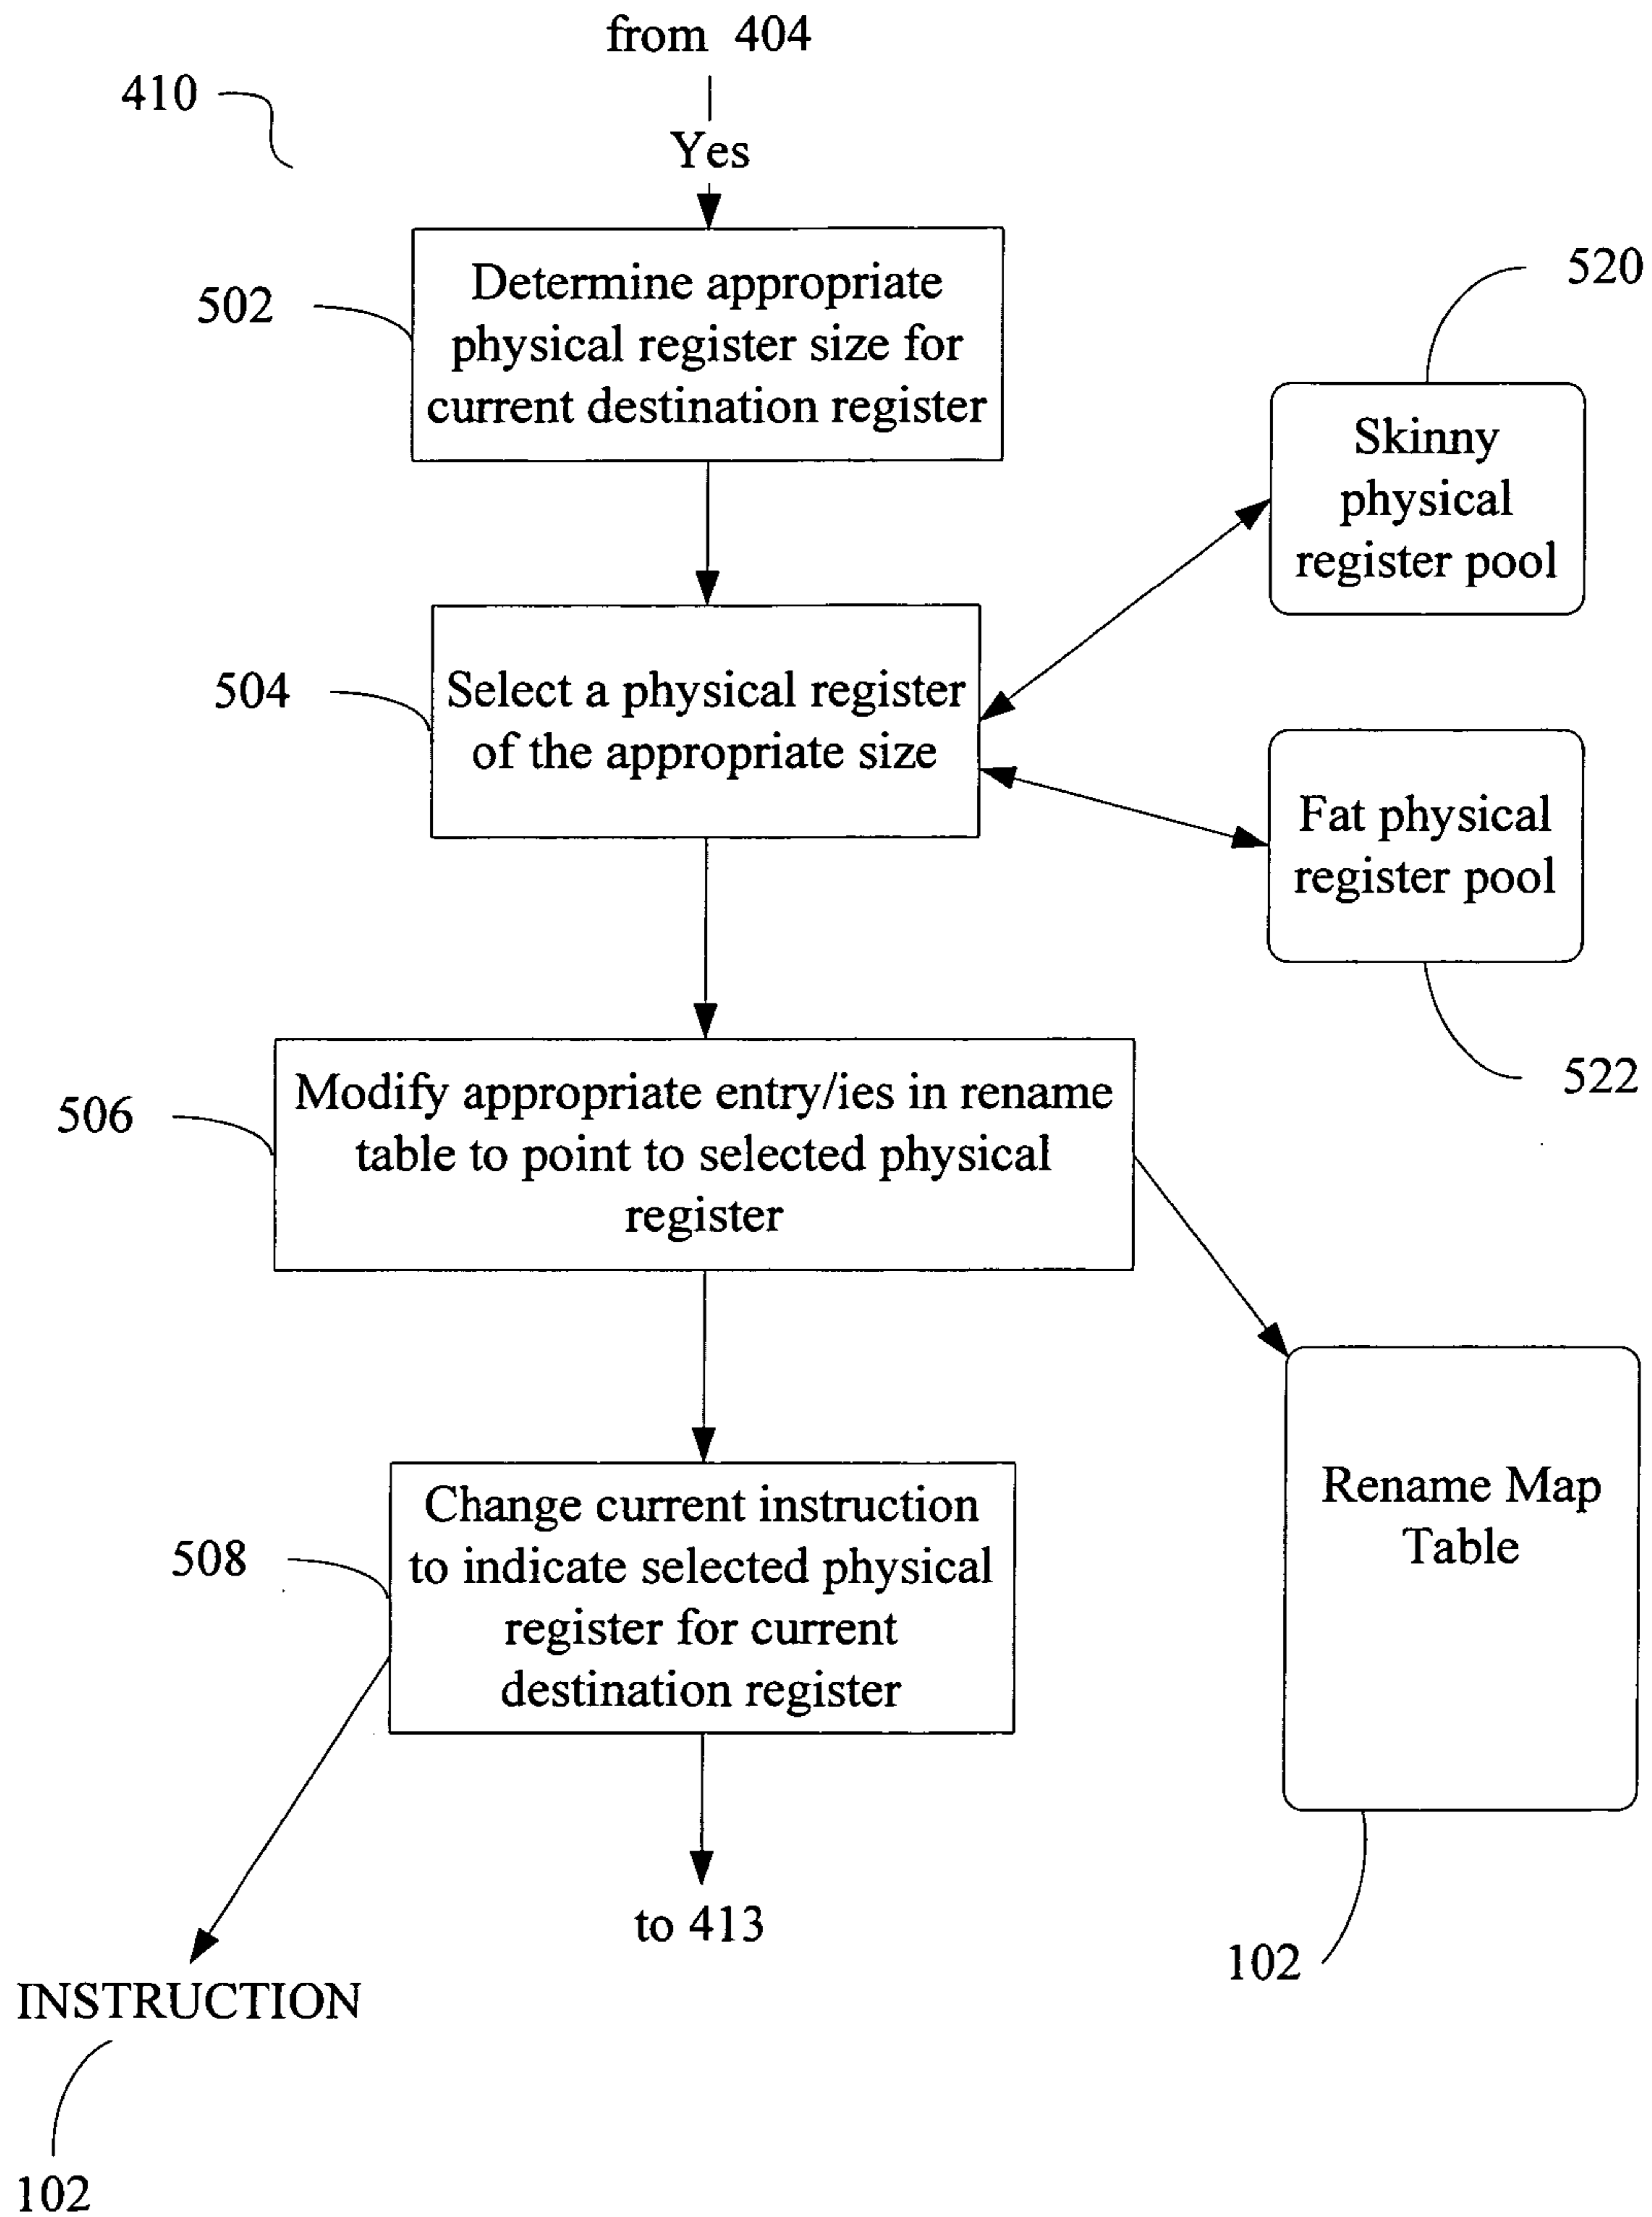 from 404
410
Yes
Determine appropriate
physical register size for
current destination register
502
520
Skinny
physical
register pool
504
Select a physical register
of the appropriate size
Fat physical
register pool
522
506
Modify appropriate entry/ies in rename
table to point to selected physical
register
508
Change current instruction
to indicate selected physical
register for current
destination register
Rename Map
Table
to 413
102
INSTRUCTION
102